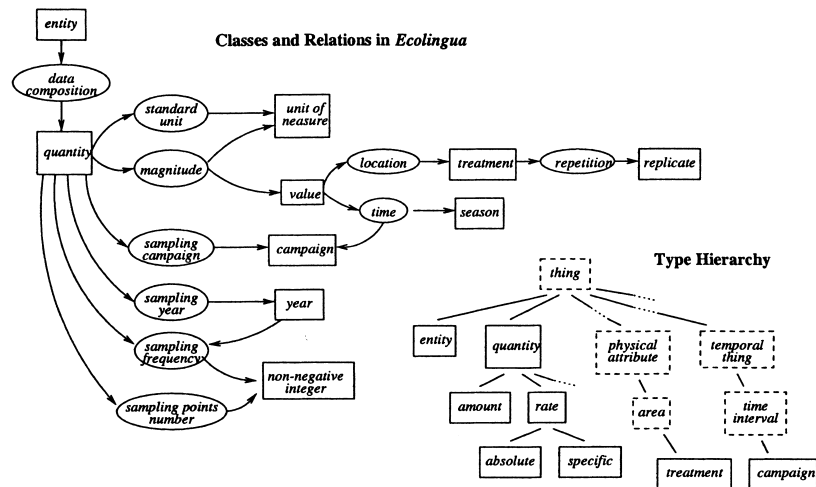 entity
Classes and Relations in Ecolingua
data
composition
standard
unit
unit of
neasure
quantity
magnitude
location
treatment
repetition
replicate
value
time
season
sampling
campaign
campaign
Type Hierarchy
thing
sampling
year
year
entity
quantity
physical
attribute
temporal
thing
sampling
frequency
non-negative
integer
amount
rate
area
time
interval
sampling points
number
absolute
specific
treatment
campaign